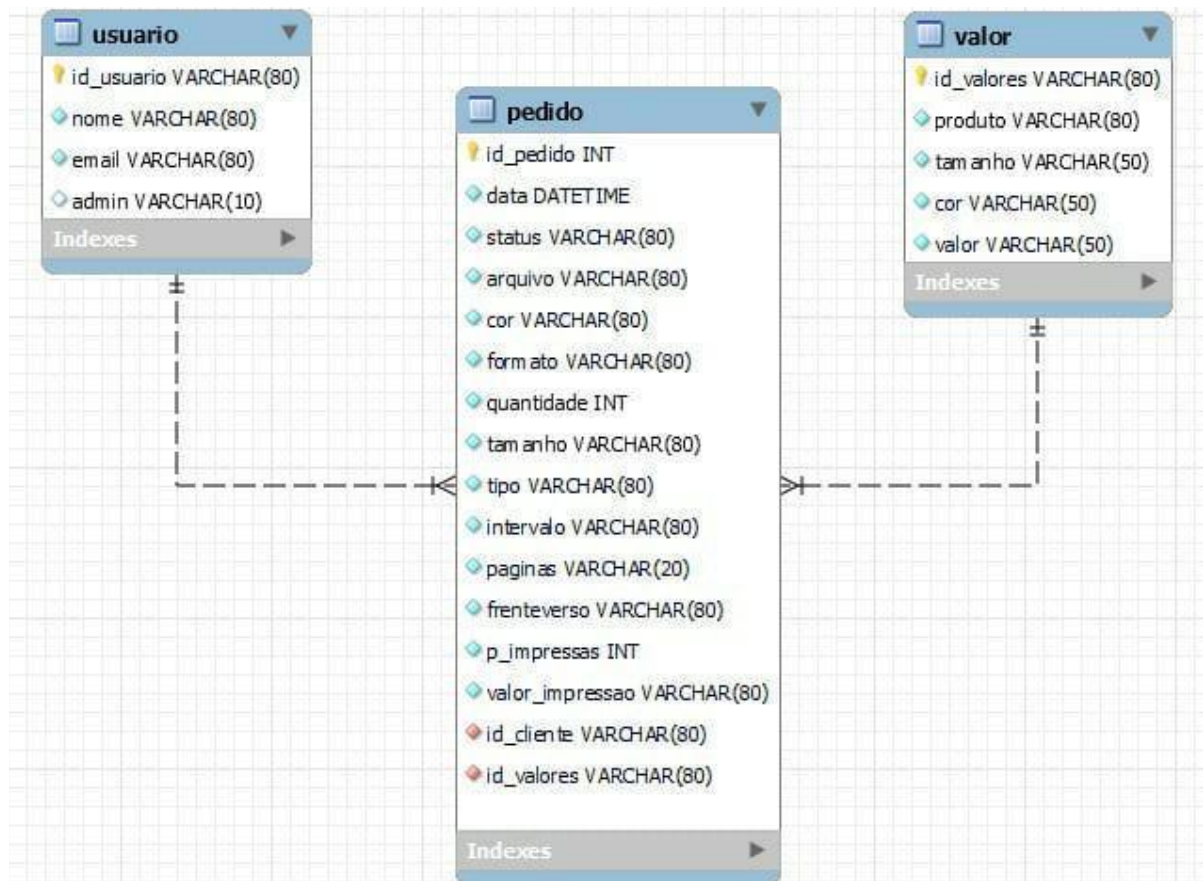 usuario
id_usuario VARCHAR(80)
nome VARCHAR(80)
email VARCHAR(80)
admin VARCHAR(10)
Indexes
pedido
id_pedido INT
data DATETIME
status VARCHAR(80)
arquivo VARCHAR(80)
cor VARCHAR(80)
formato VARCHAR(80)
quantidade INT
tamanho VARCHAR(80)
tipo VARCHAR(80)
intervalo VARCHAR(80)
paginas VARCHAR(20)
frenteverso VARCHAR(80)
p_impressas INT
valor_impressao VARCHAR(80)
id_cliente VARCHAR(80)
id_valores VARCHAR(80)
Indexes
valor
id_valores VARCHAR(80)
produto VARCHAR(80)
tamanho VARCHAR(50)
cor VARCHAR(50)
valor VARCHAR(50)
Indexes